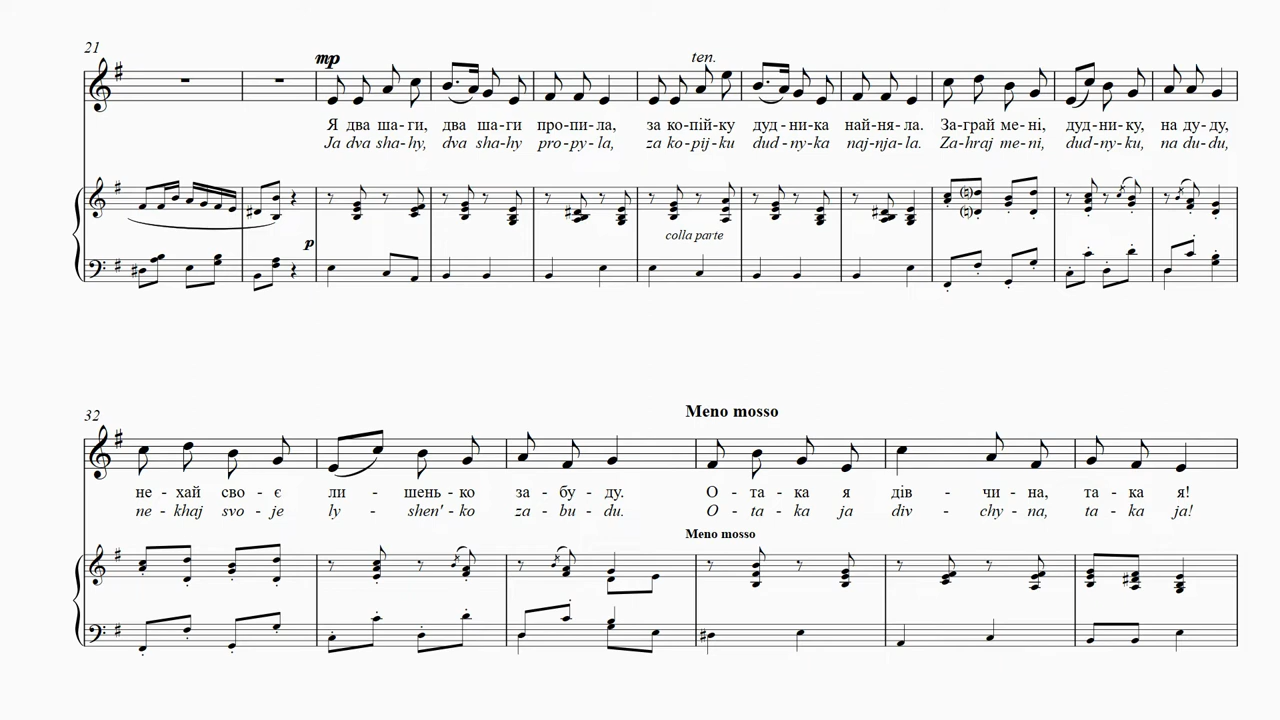 21
mp
ten.
Я два ша-ги, два ша-ги про-пи-ла, за ко-пій-ку дуд-ни-ка най-ня-ла. За-грай ме-ні, дуд-ни-ку, на ду-ду,
Ja dva shahy, dva sha-hy pro-py-la, za ko-pij-ku dud-ny-ka naj-nja-la. Za-hraj me-ni, dud-ny-ku, na du-du,
colla parte
p
32
Meno mosso
не-хай сво-є ли-шень-ко за-бу-ду. О-та-ка я дів-чи-на, та-ка я!
ne-khaj svo-je ly-shen'-ko za-bu-du. O-ta-ka ja div-chy-na, ta-ka ja!
Meno mosso